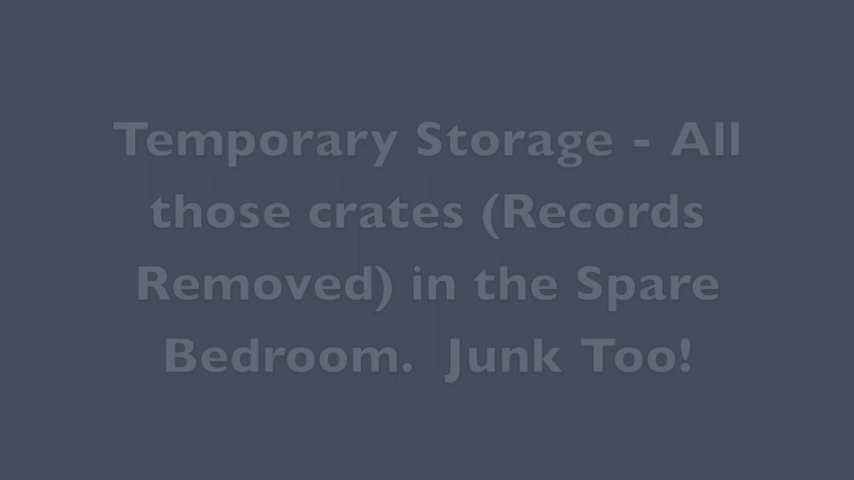 Temporary Storage - All
those crates (Records
Removed) in the Spare
Bedroom.  Junk Too!